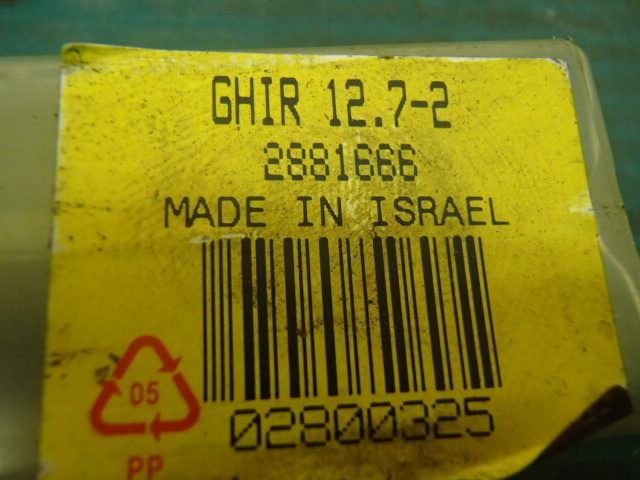 GHIR 12.7-2
2881666
MADE IN ISRAEL
02800325
05
PP